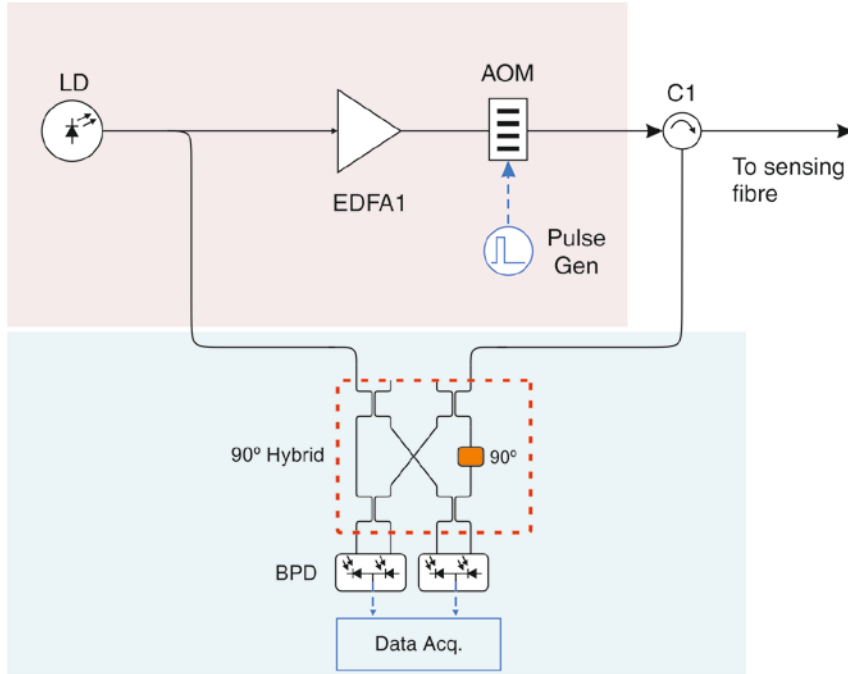 LD
AOM
C1
EDFA1
To sensing
fibre
Pulse
Gen
90º Hybrid
90º
BPD
Data Acq.